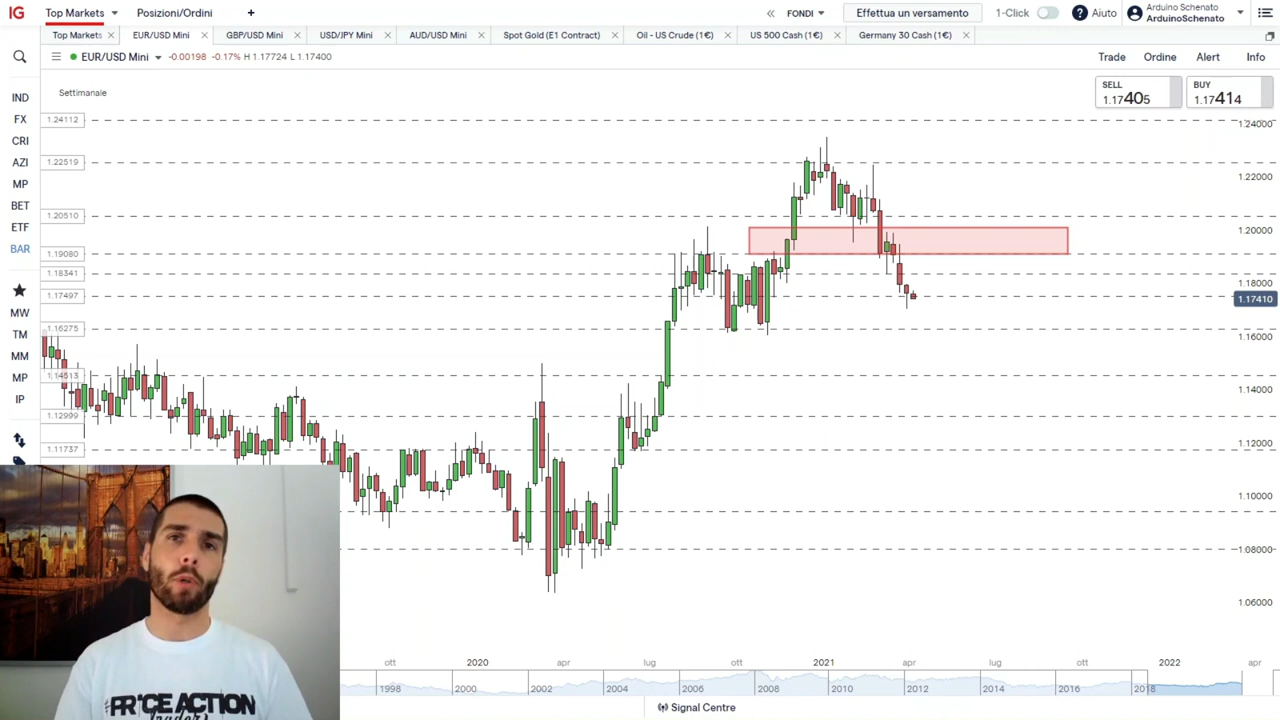 IG Top Markets Posizioni/Ordini + FONDI Effettua un versamento 1-Click ? Aiuto Arduino Schenato
ArduinoSchenato
Top Markets EUR/USD Mini GBP/USD Mini USD/JPY Mini AUD/USD Mini Spot Gold (E1 Contract) Oil - US Crude (1€) US 500 Cash (1€) Germany 30 Cash (1€)
EUR/USD Mini -0.00198 -0.17% H 1.17724 L 1.17400 Trade Ordine Alert Info
Settimanale
SELL BUY
1.17405 1.17414
IND
FX
CRI
AZI
MP
BET
ETF
BAR
MW
TM
MM
MP
IP
1.24112
1.22519
1.20510
1.19080
1.18341
1.17497
1.16275
1.14513
1.12999
1.11737
1.24000
1.22000
1.20000
1.18000
1.17410
1.16000
1.14000
1.12000
1.10000
1.08000
1.06000
ott 2020 apr lug ott 2021 apr lug ott 2022 apr
1998 2000 2002 2004 2006 2008 2010 2012 2014 2016 2018
Signal Centre
#PRICE ACTION
Trader